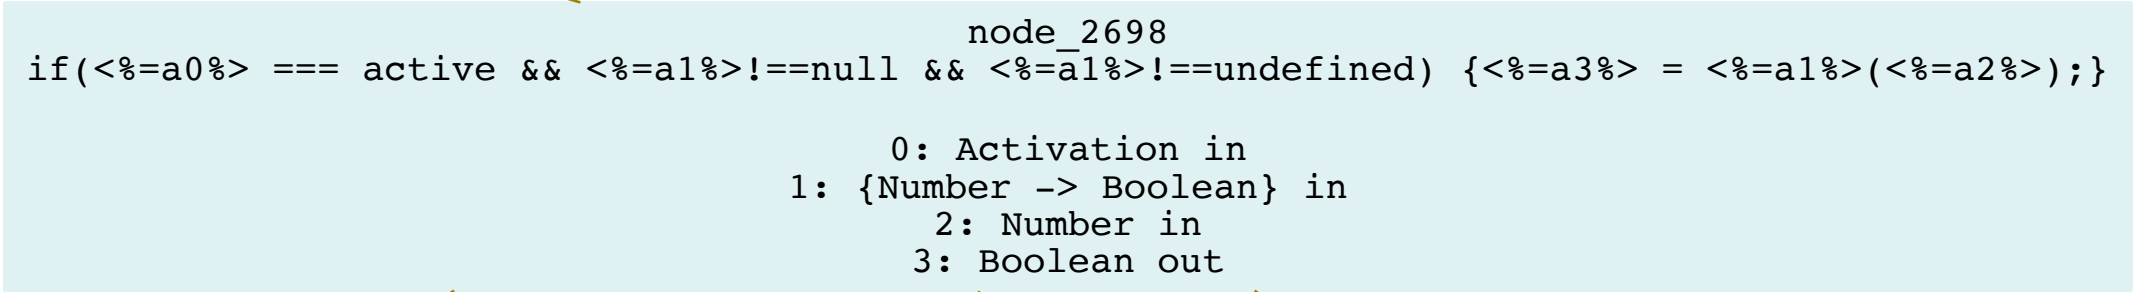 node_2698
if(<%=a0%> === active && <%=a1%>!==null && <%=a1%>!==undefined) {<%=a3%> = <%=a1%>(<%=a2%>);}
0: Activation in
1: {Number -> Boolean} in
2: Number in
3: Boolean out